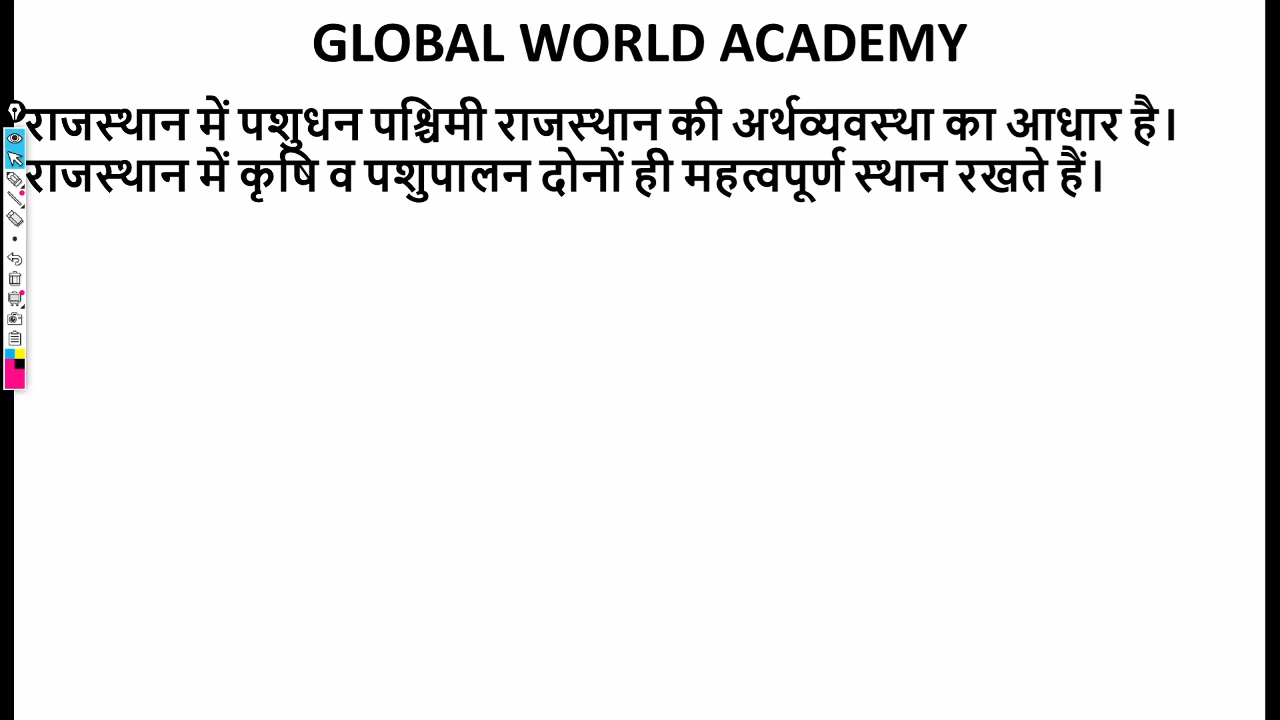 GLOBAL WORLD ACADEMY
राजस्थान में पशुधन पश्चिमी राजस्थान की अर्थव्यवस्था का आधार है।
राजस्थान में कृषि व पशुपालन दोनों ही महत्वपूर्ण स्थान रखते हैं।